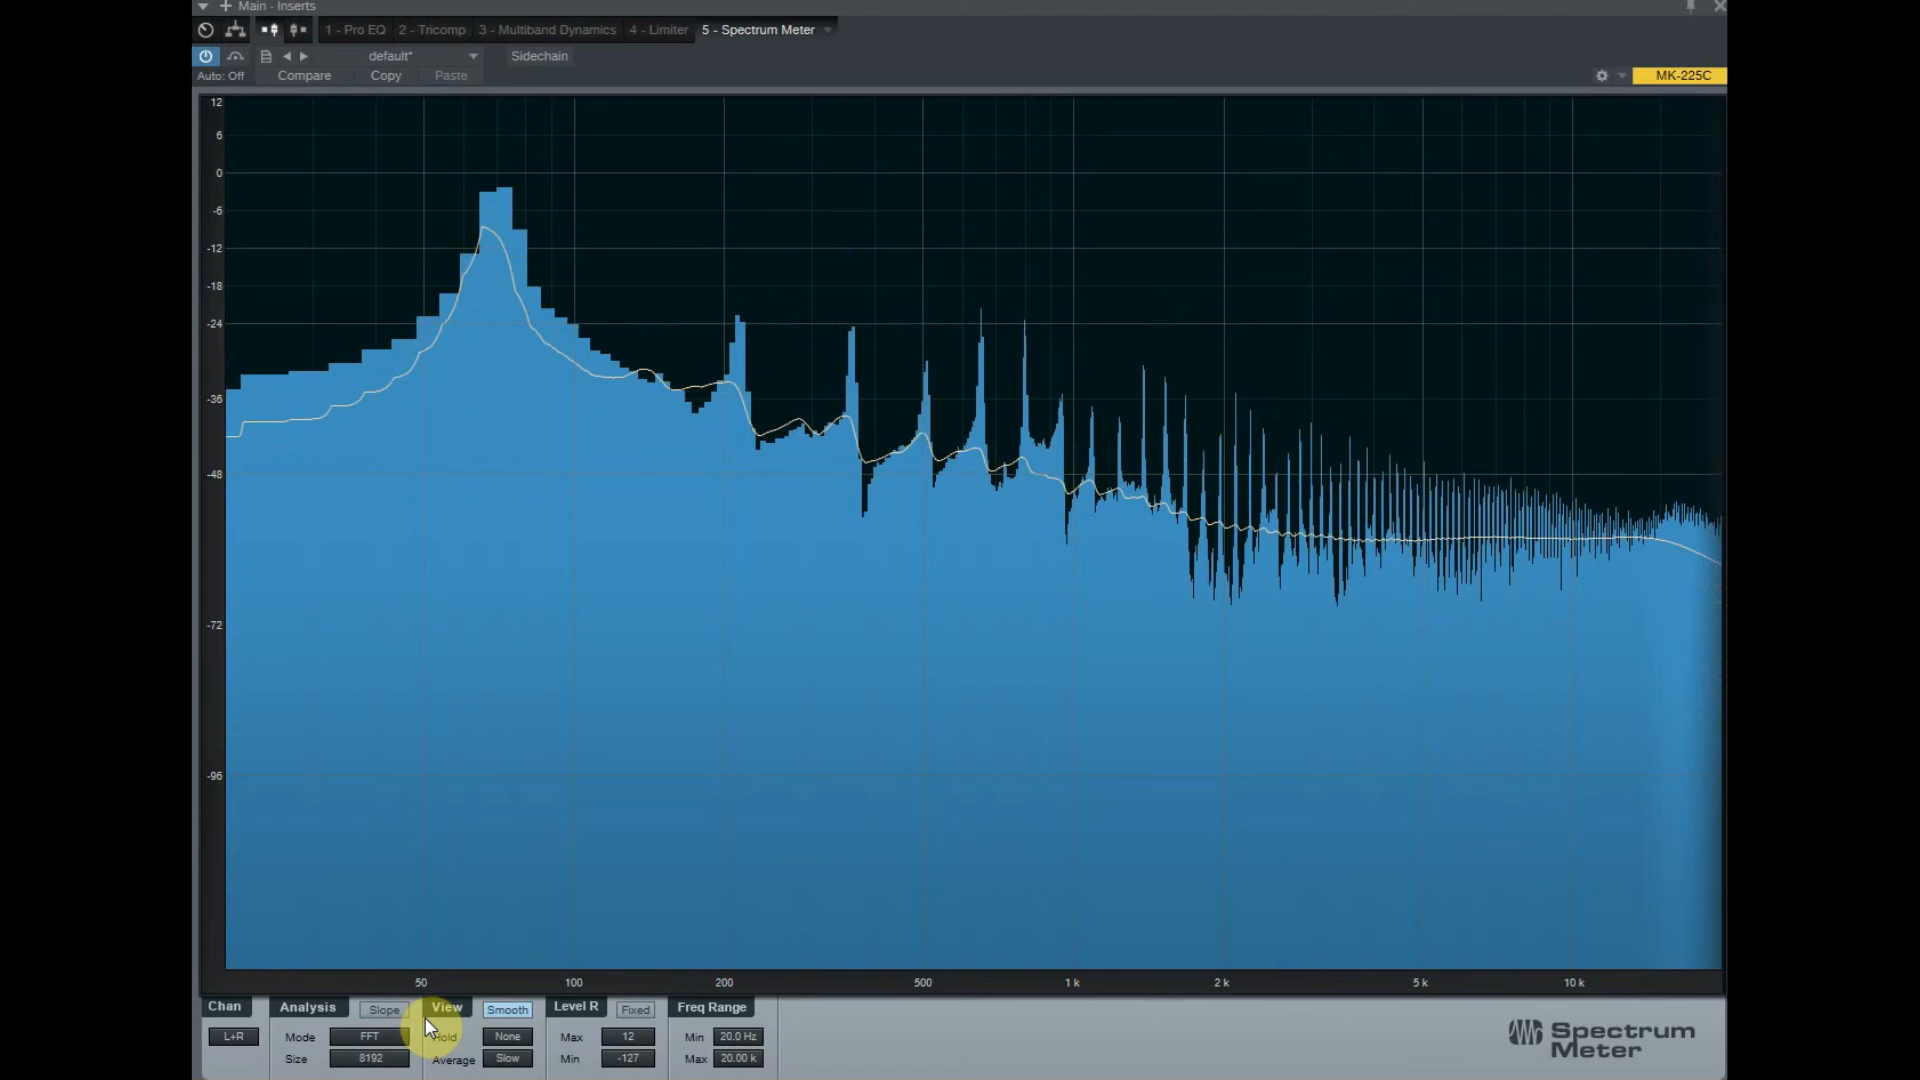 Main - Inserts
1 - Pro EQ 2 - Tricomp 3 - Multiband Dynamics 4 - Limiter 5 - Spectrum Meter
default* Sidechain
Auto: Off Compare Copy Paste MK-225C
12
6
0
-6
-12
-18
-24
-36
-48
-72
-96
50 100 200 500 1 k 2 k 5 k 10 k
Chan Analysis Slope View Smooth Level R Fixed Freq Range
L+R Mode FFT None Max 12 Min 20.0 Hz
Size 8192 Average Slow Min -127 Max 20.00 k
Spectrum
Meter